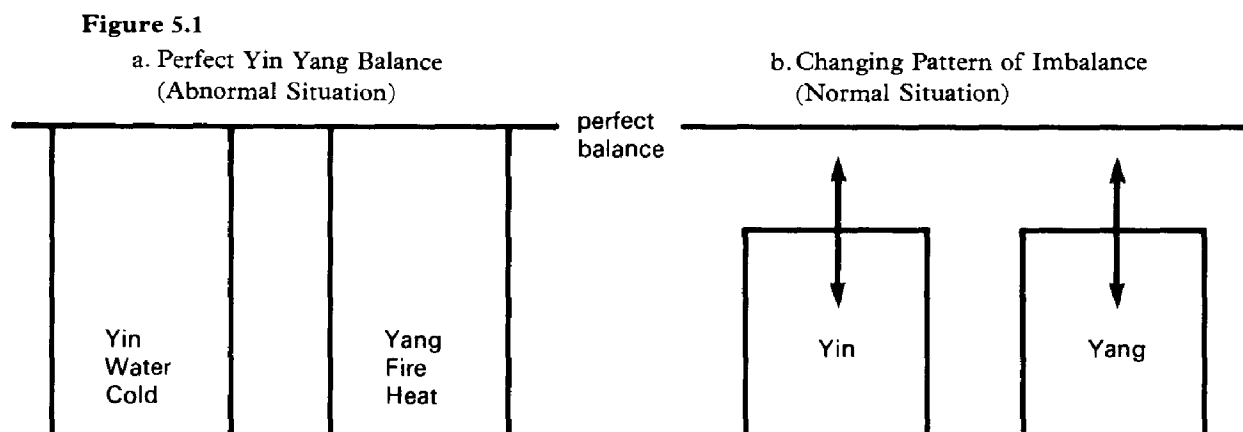 Figure 5.1
a. Perfect Yin Yang Balance
(Abnormal Situation)
b. Changing Pattern of Imbalance
(Normal Situation)
perfect
balance
Yin
Water
Cold
Yang
Fire
Heat
Yin
Yang